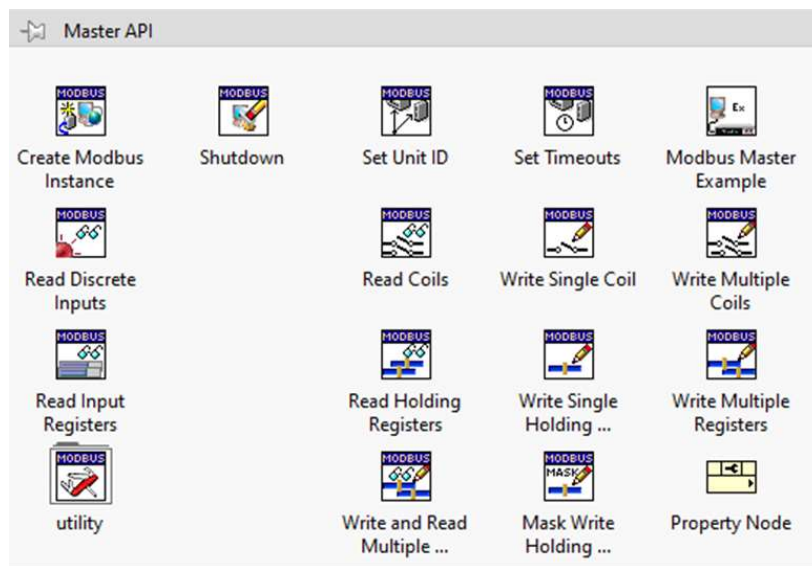 Master API
MODBUS MODBUS MODBUS MODBUS Ex
Create Modbus Shutdown Set Unit ID Set Timeouts Modbus Master
Instance Example
MODBUS MODBUS MODBUS MODBUS
Read Discrete Read Coils Write Single Coil Write Multiple
Inputs Coils
MODBUS MODBUS MODBUS MODBUS
Read Input Read Holding Write Single Write Multiple
Registers Registers Holding ... Registers
MODBUS MODBUS MODBUS
MASK
utility Write and Read Mask Write Property Node
Multiple ... Holding ...